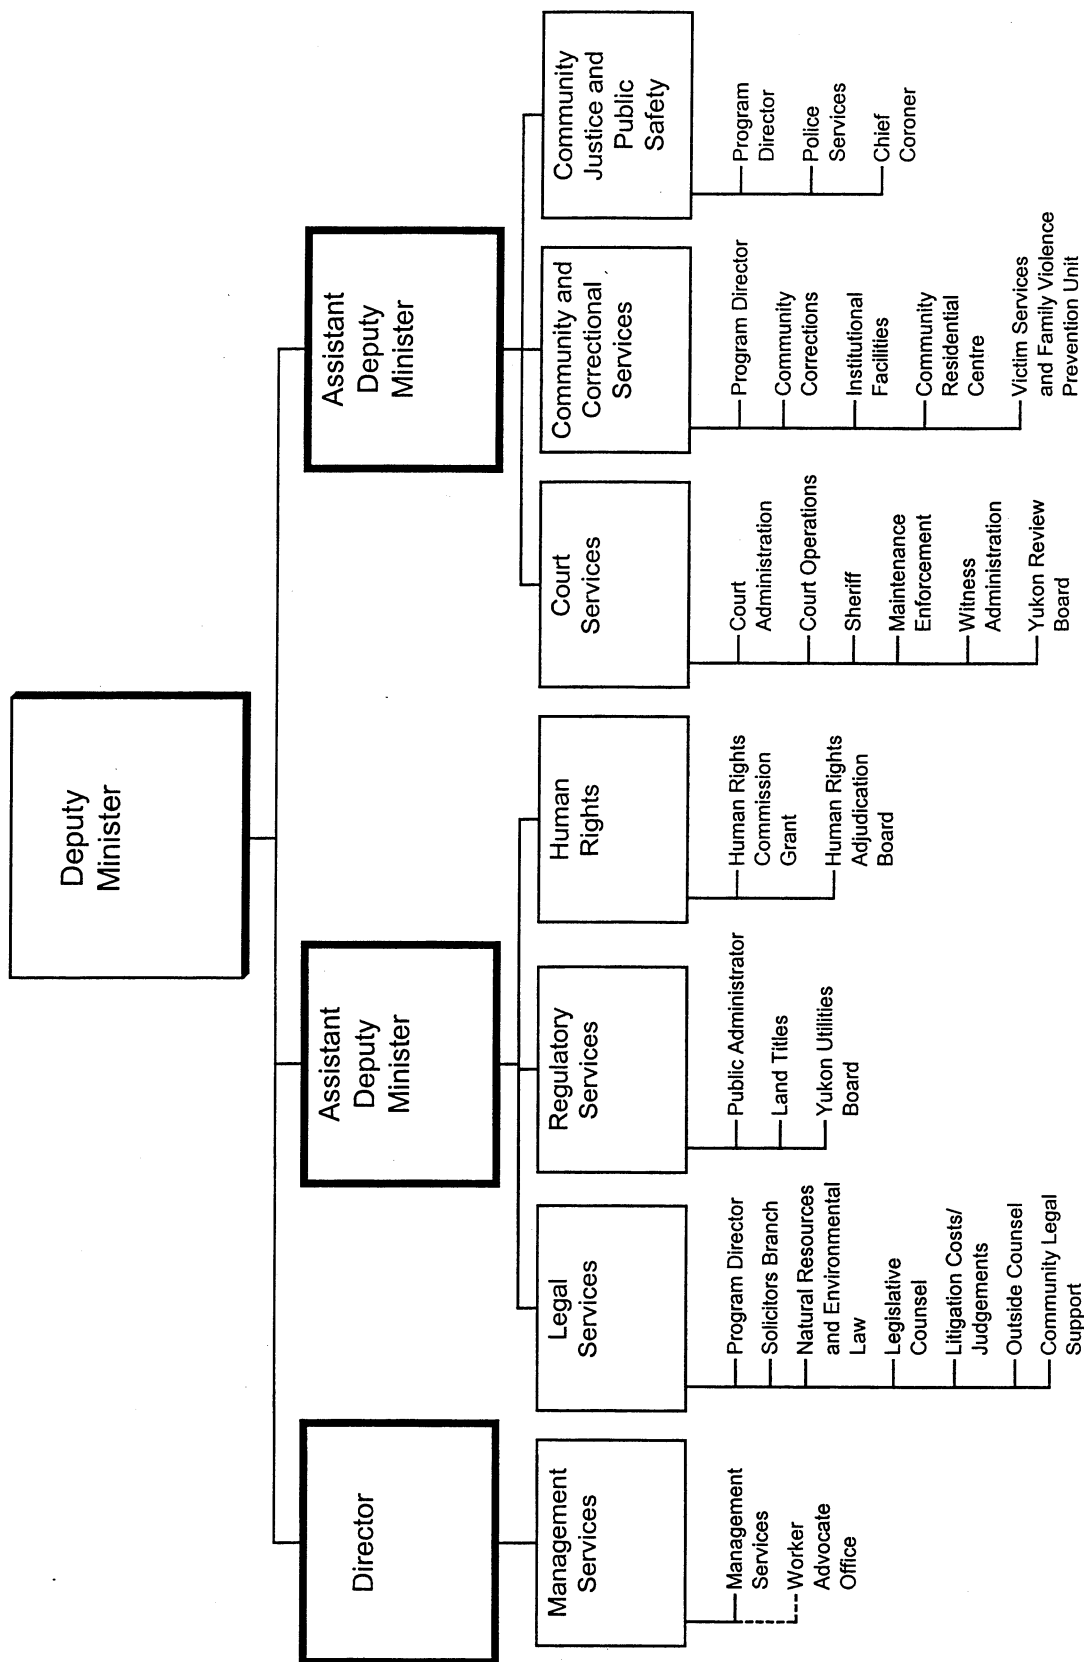 Deputy
Minister
Director
Assistant
Deputy
Minister
Assistant
Deputy
Minister
Management
Services
Management
Services
Worker
Advocate
Office
Legal
Services
Program Director
Solicitors Branch
Natural Resources
and Environmental
Law
Legislative
Counsel
Litigation Costs/
Judgements
Outside Counsel
Community Legal
Support
Regulatory
Services
Public Administrator
Land Titles
Yukon Utilities
Board
Human
Rights
Human Rights
Commission
Grant
Human Rights
Adjudication
Board
Court
Services
Court
Administration
Court Operations
Sheriff
Maintenance
Enforcement
Witness
Administration
Yukon Review
Board
Community and
Correctional
Services
Program Director
Community
Corrections
Institutional
Facilities
Community
Residential
Centre
Victim Services
and Family Violence
Prevention Unit
Community
Justice and
Public
Safety
Program
Director
Police
Services
Chief
Coroner